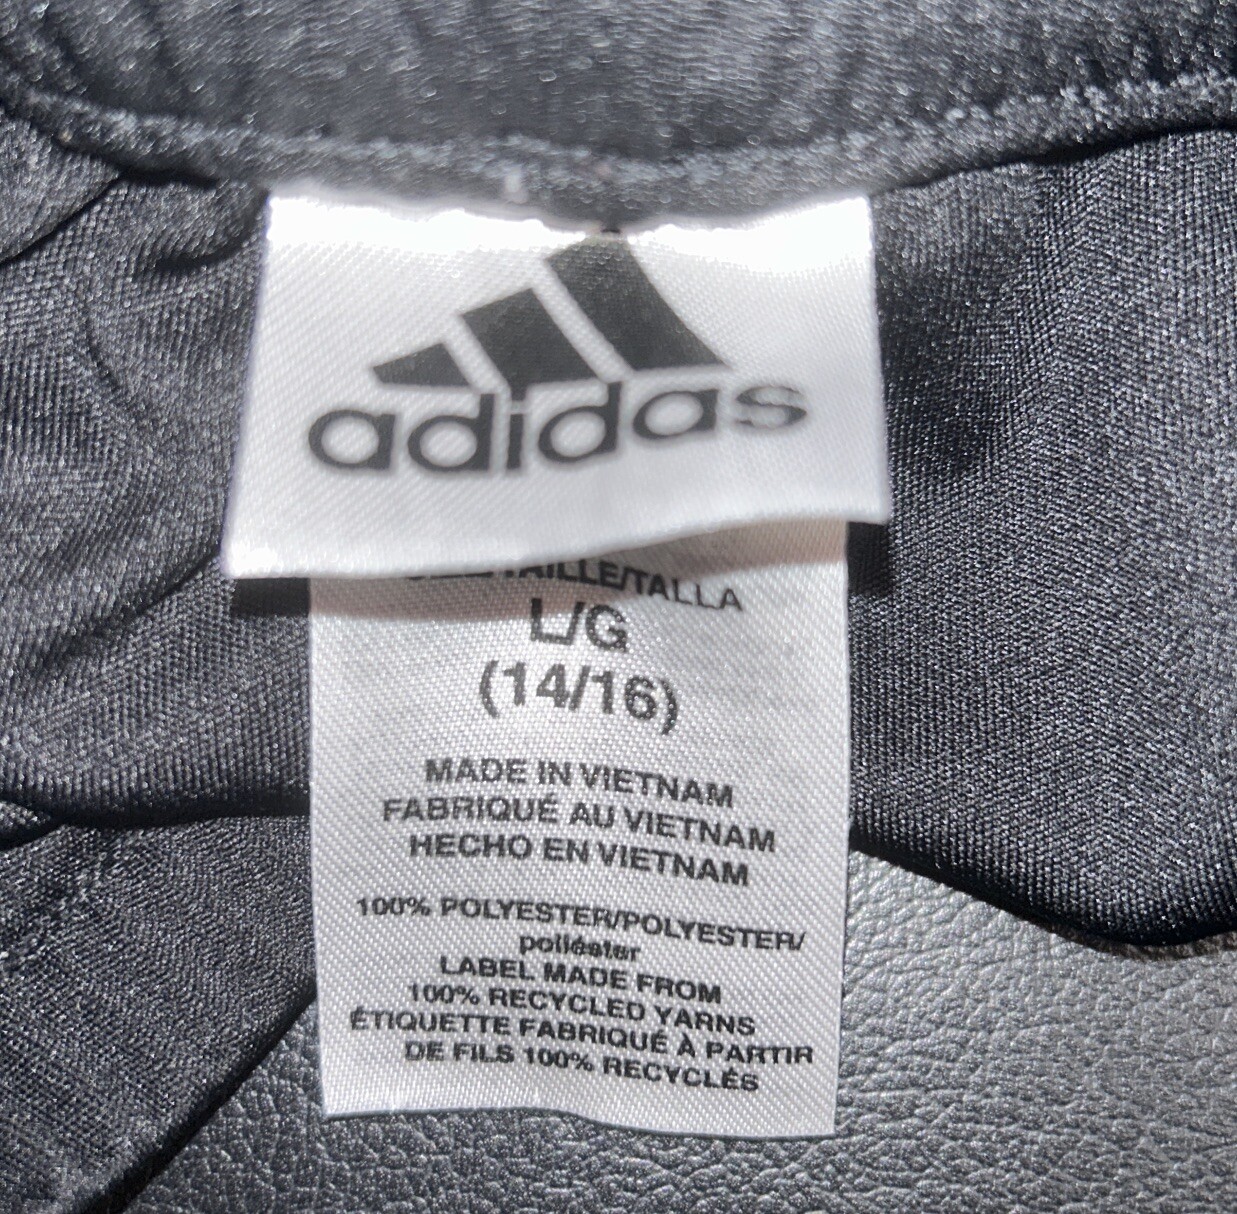 adidas
TAILLE/TALLA
L/G
(14/16)
MADE IN VIETNAM
FABRIQUÉ AU VIETNAM
HECHO EN VIETNAM
100% POLYESTER/POLYESTER/
poliéster
LABEL MADE FROM
100% RECYCLED YARNS
ÉTIQUETTE FABRIQUÉ À PARTIR
DE FILS 100% RECYCLÉS